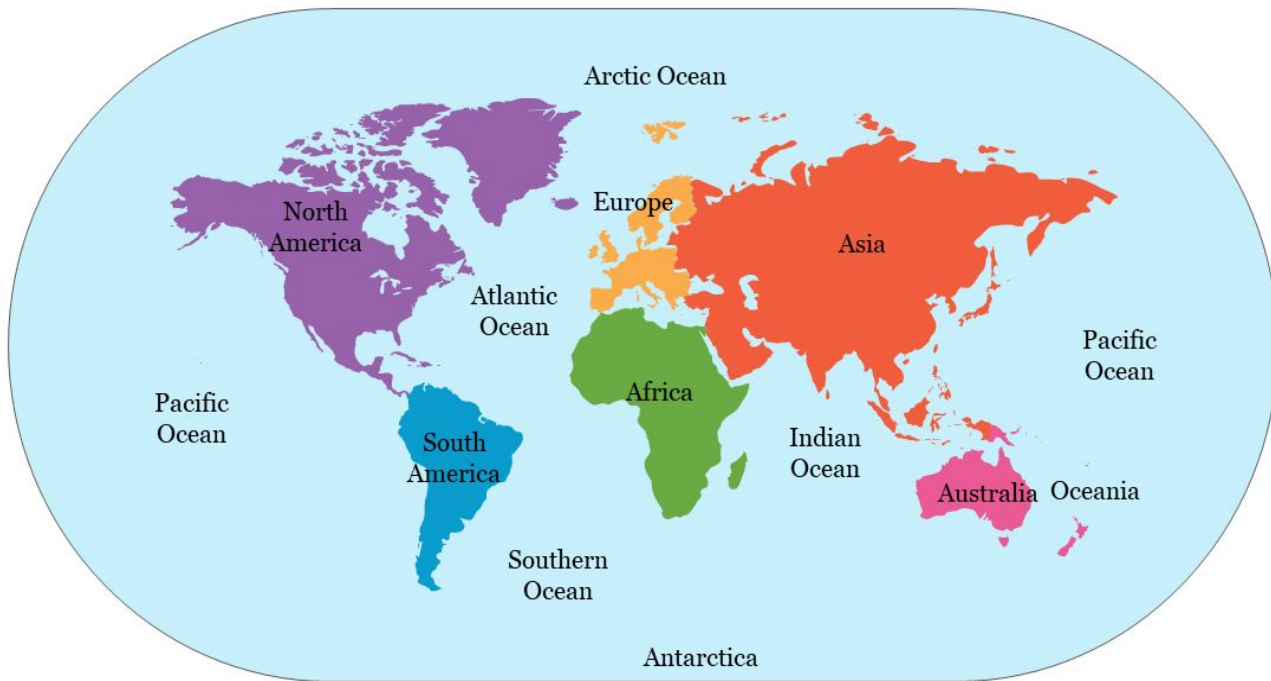 Arctic Ocean
North
America
Europe
Asia
Atlantic
Ocean
Pacific
Ocean
Africa
Pacific
Ocean
South
America
Indian
Ocean
Australia
Oceania
Southern
Ocean
Antarctica